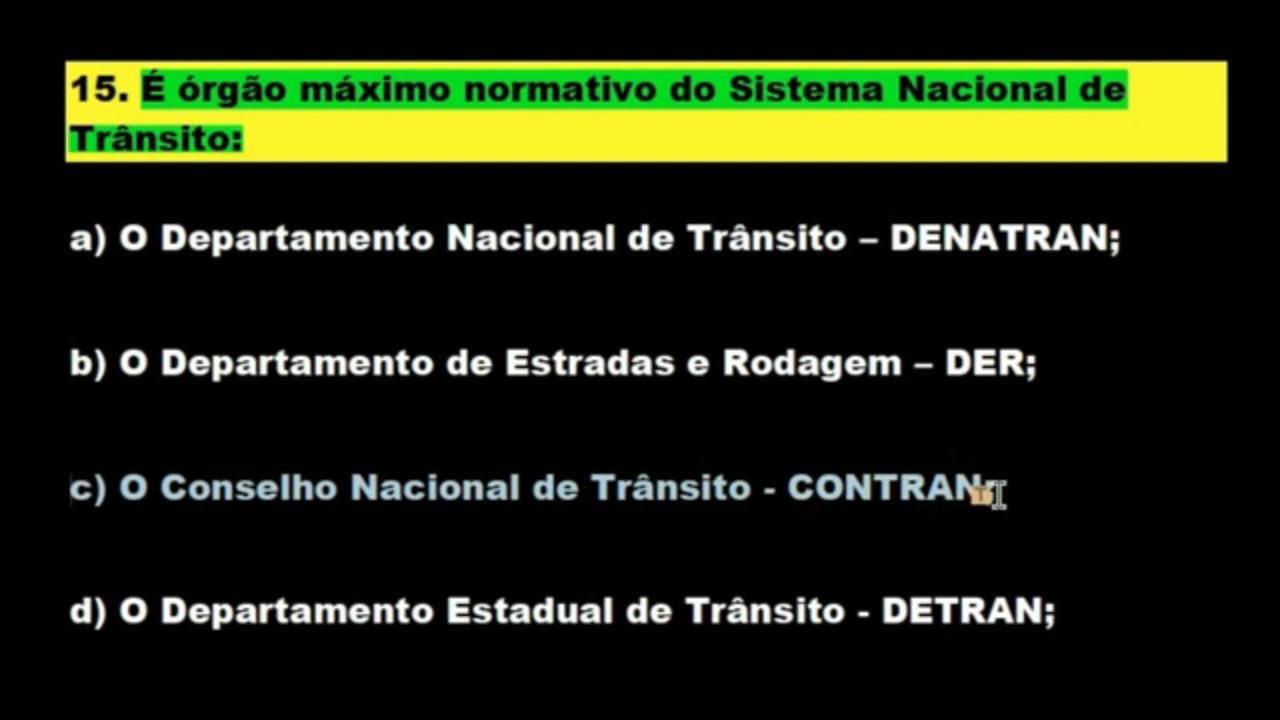 15. É órgão máximo normativo do Sistema Nacional de
Trânsito:
a) O Departamento Nacional de Trânsito – DENATRAN;
b) O Departamento de Estradas e Rodagem – DER;
c) O Conselho Nacional de Trânsito - CONTRAN;
d) O Departamento Estadual de Trânsito - DETRAN;